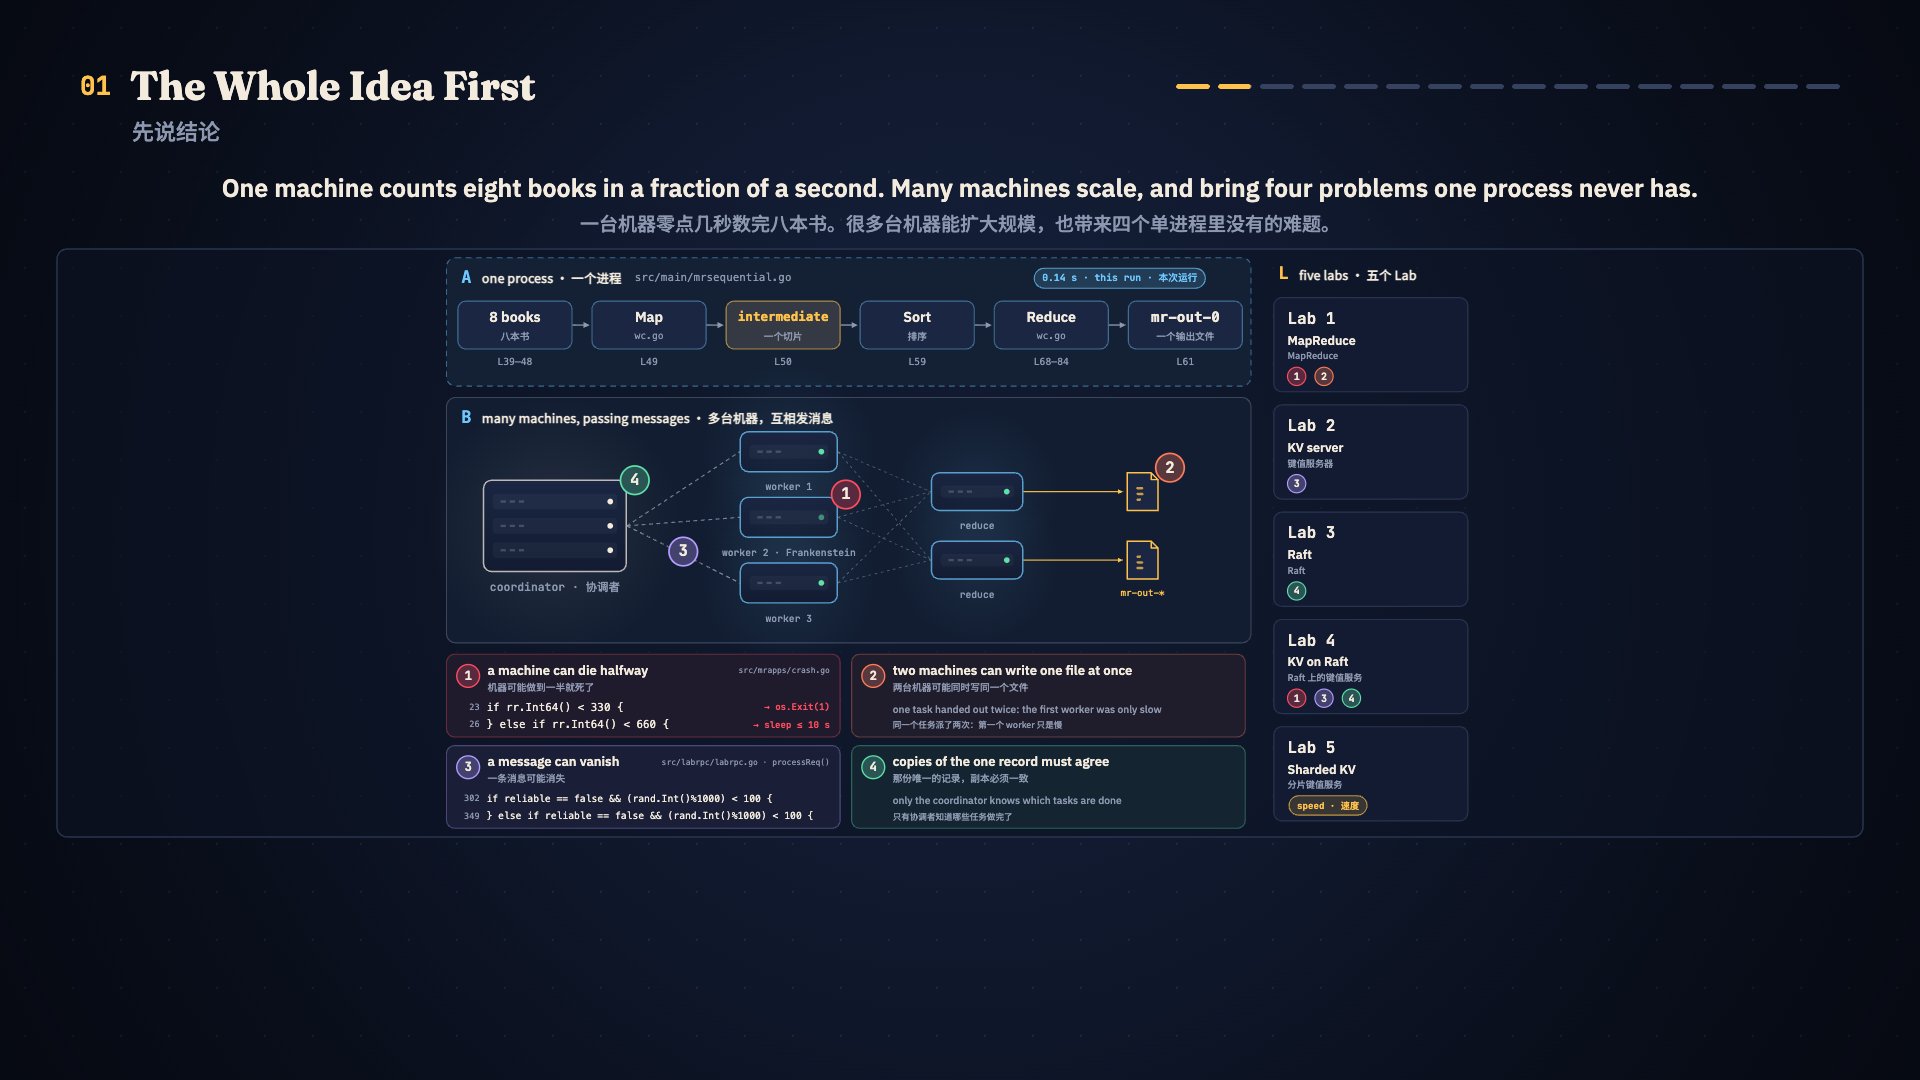 01 The Whole Idea First
先说结论
One machine counts eight books in a fraction of a second. Many machines scale, and bring four problems one process never has.
一台机器零点几秒数完八本书。很多台机器能扩大规模，也带来四个单进程里没有的难题。
A one process • 一个进程 src/main/mrsequential.go 0.14 s · this run · 本次运行
8 books
八本书
L39–48
Map
wc.go
L49
intermediate
一个切片
L50
Sort
排序
L59
Reduce
wc.go
L68–84
mr-out-0
一个输出文件
L61
B many machines, passing messages • 多台机器，互相发消息
4
coordinator · 协调者
3
worker 1
1
worker 2 · Frankenstein
worker 3
reduce
reduce
2
mr-out-*
1 a machine can die halfway src/mrapps/crash.go
机器可能做到一半就死了
23 if rr.Int64() < 330 { → os.Exit(1)
26 } else if rr.Int64() < 660 { → sleep ≤ 10 s
2 two machines can write one file at once
两台机器可能同时写同一个文件
one task handed out twice: the first worker was only slow
同一个任务派了两次：第一个 worker 只是慢
3 a message can vanish src/labrpc/labrpc.go · processReq()
一条消息可能消失
302 if reliable == false && (rand.Int()%1000) < 100 {
349 } else if reliable == false && (rand.Int()%1000) < 100 {
4 copies of the one record must agree
那份唯一的记录，副本必须一致
only the coordinator knows which tasks are done
只有协调者知道哪些任务做完了
L five labs • 五个 Lab
Lab 1
MapReduce
MapReduce
1 2
Lab 2
KV server
键值服务器
3
Lab 3
Raft
Raft
4
Lab 4
KV on Raft
Raft 上的键值服务
1 3 4
Lab 5
Sharded KV
分片键值服务
speed · 速度